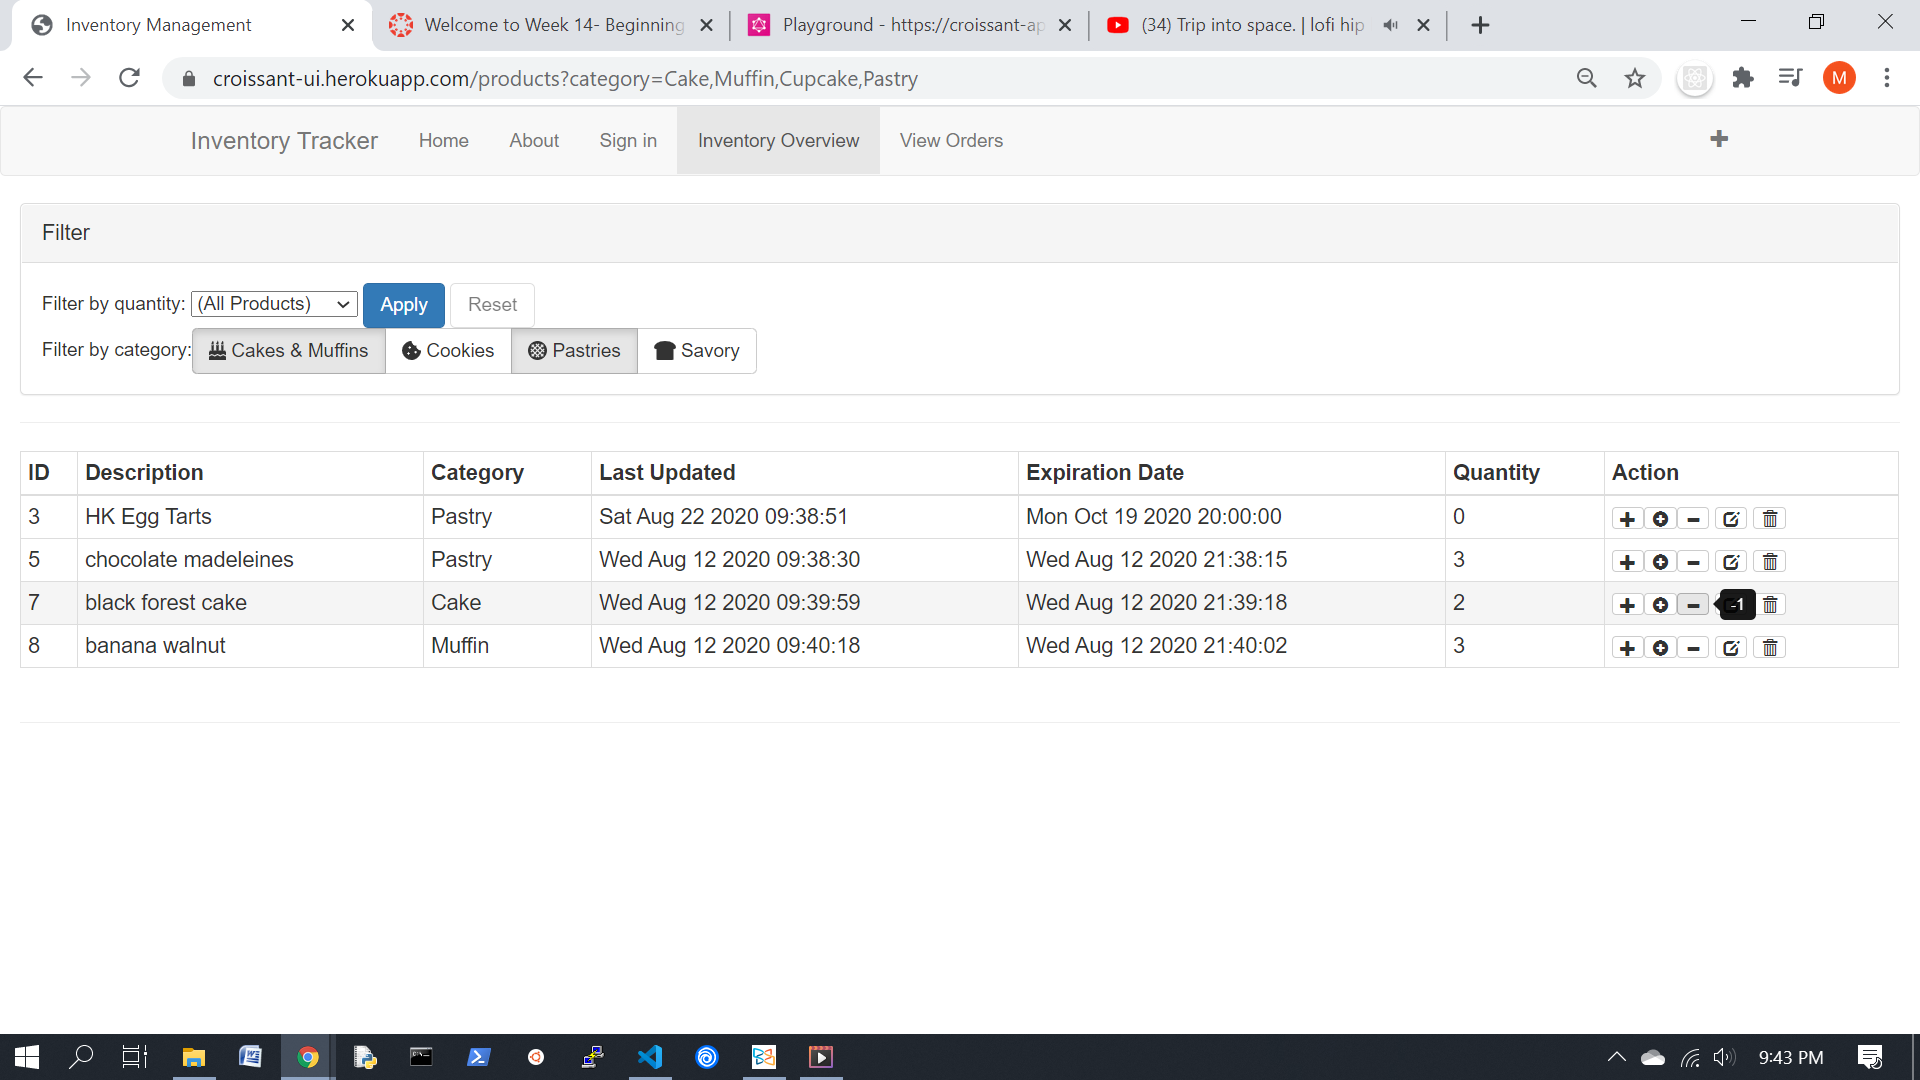 Inventory Management
Welcome to Week 14- Beginning
Playground - https://croissant-ap
(34) Trip into space. | lofi hip
croissant-ui.herokuapp.com/products?category=Cake,Muffin,Cupcake,Pastry
M
Inventory Tracker Home About Sign in Inventory Overview View Orders
Filter
Filter by quantity: (All Products) Apply Reset
Filter by category: Cakes & Muffins Cookies Pastries Savory
ID Description Category Last Updated Expiration Date Quantity Action
3 HK Egg Tarts Pastry Sat Aug 22 2020 09:38:51 Mon Oct 19 2020 20:00:00 0
5 chocolate madeleines Pastry Wed Aug 12 2020 09:38:30 Wed Aug 12 2020 21:38:15 3
7 black forest cake Cake Wed Aug 12 2020 09:39:59 Wed Aug 12 2020 21:39:18 2 -1
8 banana walnut Muffin Wed Aug 12 2020 09:40:18 Wed Aug 12 2020 21:40:02 3
9:43 PM